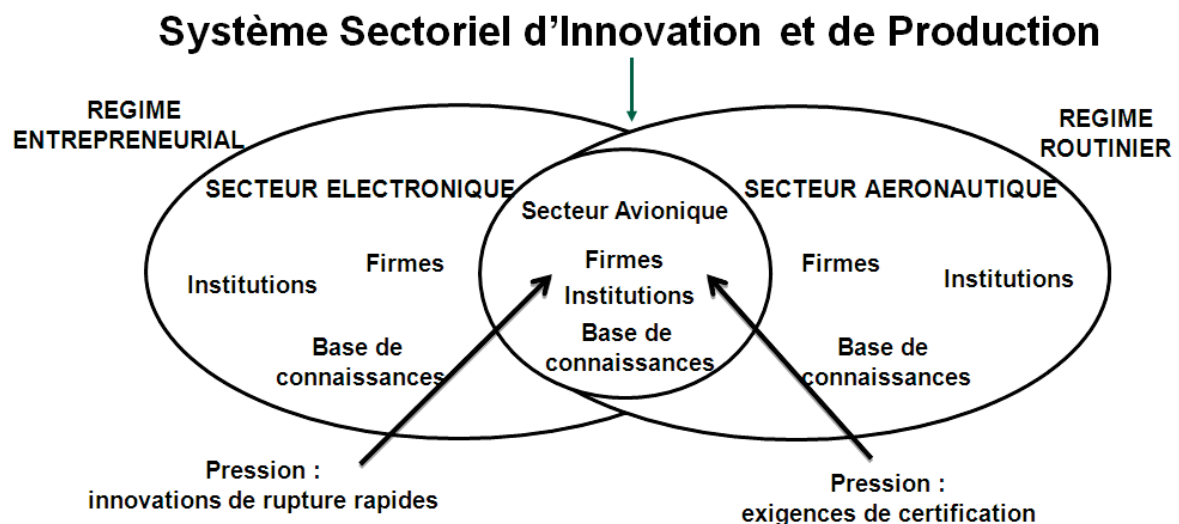 Système Sectoriel d'Innovation et de Production
REGIME
ENTREPRENEURIAL
REGIME
ROUTINIER
SECTEUR ELECTRONIQUE
Institutions
Firmes
Base de
connaissances
Secteur Avionique
Firmes
Institutions
Base de
connaissances
SECTEUR AERONAUTIQUE
Firmes
Institutions
Base de
connaissances
Pression :
innovations de rupture rapides
Pression :
exigences de certification